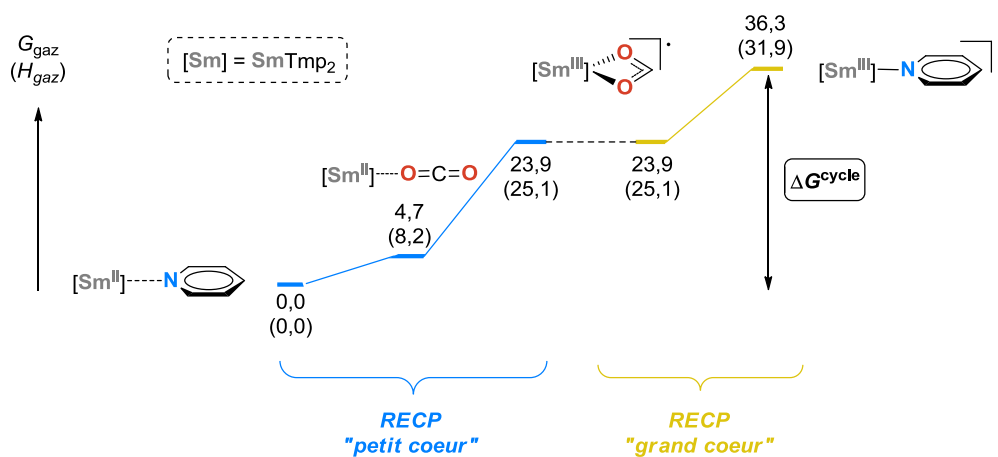 G_gaz
(H_gaz)
[Sm] = SmTmp₂
[Smᴵᴵ]----N
0,0
(0,0)
[Smᴵᴵ]----O=C=O
4,7
(8,2)
[Smᴵᴵᴵ] O O ·
23,9
(25,1)
23,9
(25,1)
36,3
(31,9)
[Smᴵᴵᴵ]–N
ΔG^cycle
RECP
"petit coeur"
RECP
"grand coeur"